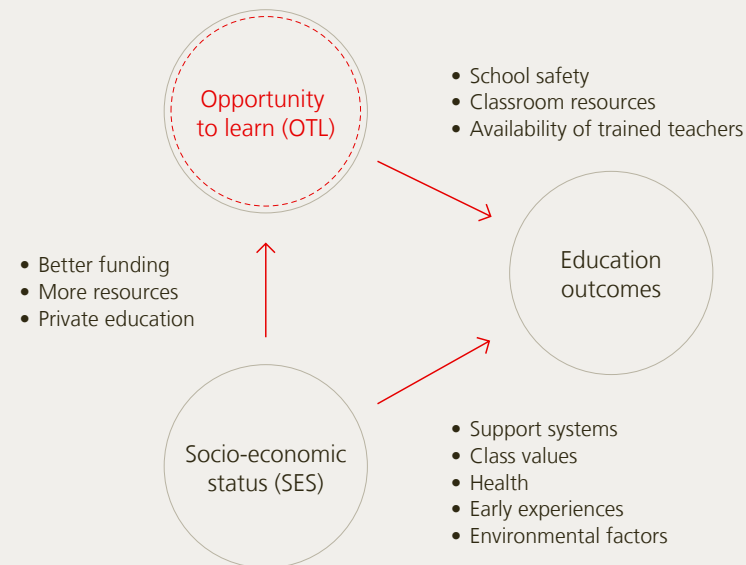 Opportunity
to learn (OTL)
• School safety
• Classroom resources
• Availability of trained teachers
• Better funding
• More resources
• Private education
Education
outcomes
Socio-economic
status (SES)
• Support systems
• Class values
• Health
• Early experiences
• Environmental factors